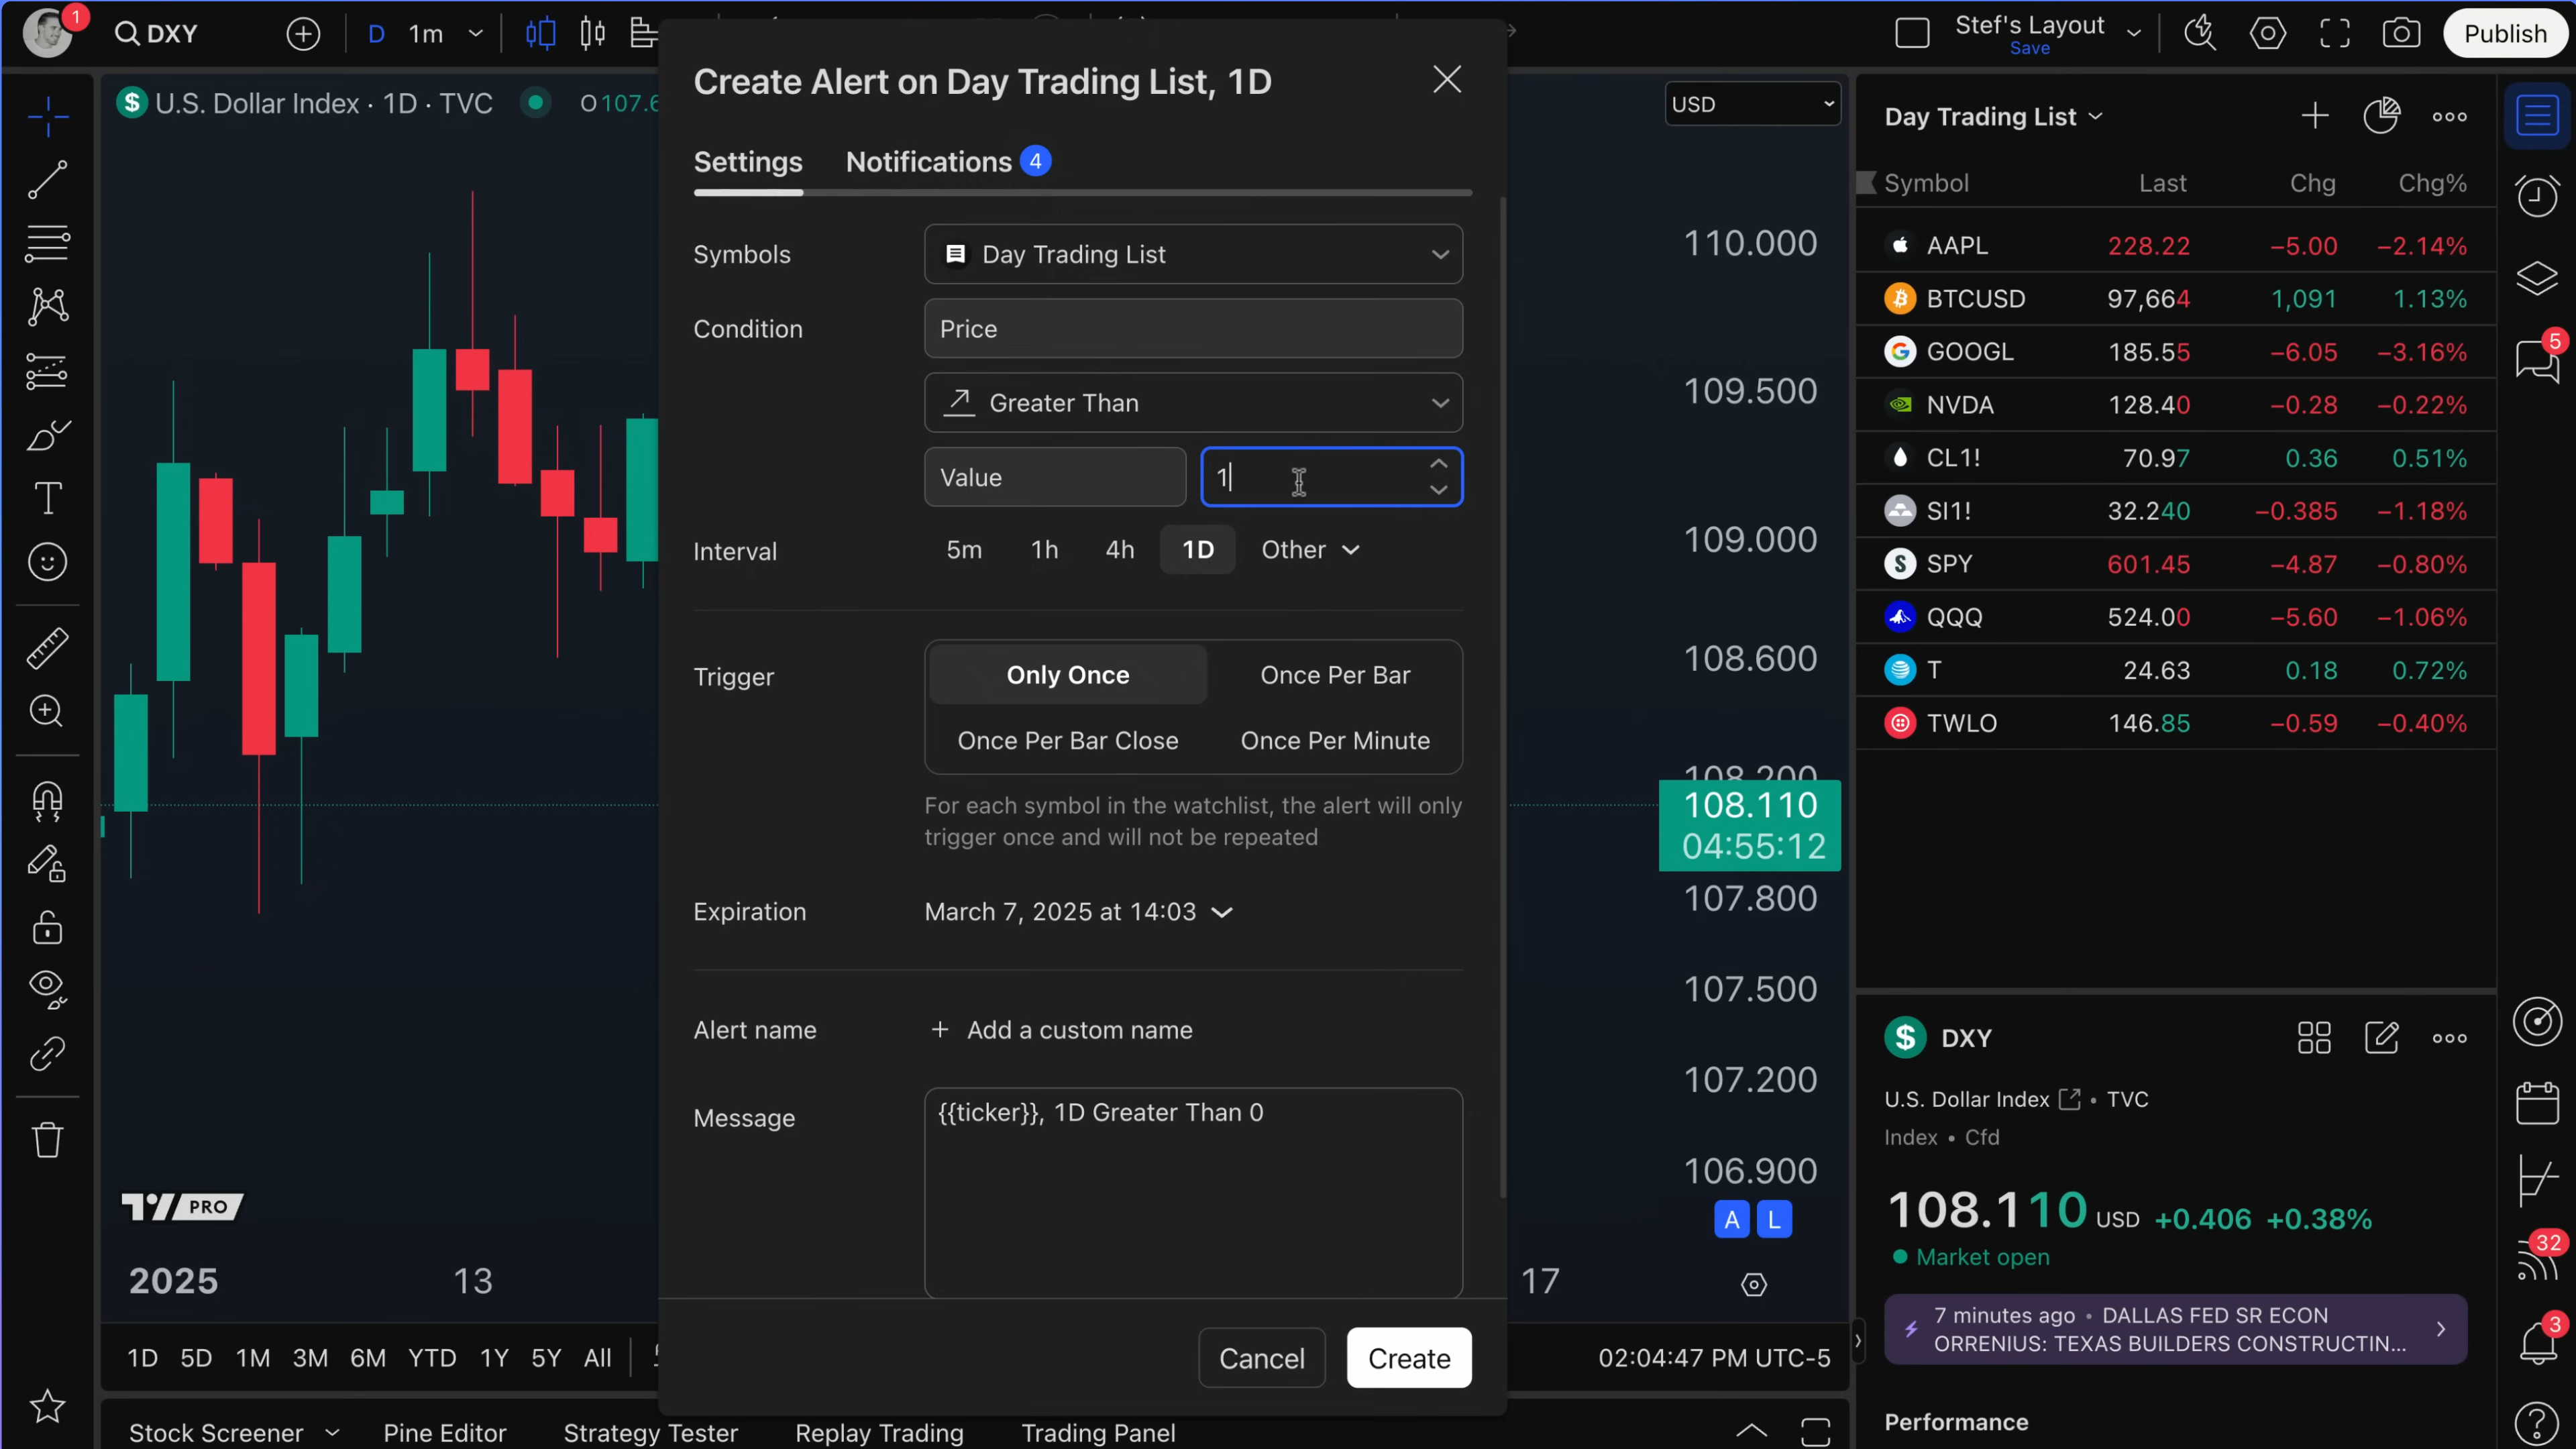 1
DXY
D
1m
Stef's Layout
Save
Publish
$ U.S. Dollar Index · 1D · TVC
O107.6
USD
110.000
109.500
109.000
108.600
108.200
108.110
04:55:12
107.800
107.500
107.200
106.900
A L
PRO
2025
13
17
1D 5D 1M 3M 6M YTD 1Y 5Y All
02:04:47 PM UTC-5
Stock Screener
Pine Editor
Strategy Tester
Replay Trading
Trading Panel
Create Alert on Day Trading List, 1D
Settings
Notifications 4
Symbols
Day Trading List
Condition
Price
Greater Than
Value
1
Interval
5m 1h 4h 1D Other
Trigger
Only Once
Once Per Bar
Once Per Bar Close
Once Per Minute
For each symbol in the watchlist, the alert will only
trigger once and will not be repeated
Expiration
March 7, 2025 at 14:03
Alert name
+ Add a custom name
Message
{{ticker}}, 1D Greater Than 0
Cancel
Create
Day Trading List
Symbol Last Chg Chg%
AAPL 228.22 −5.00 −2.14%
BTCUSD 97,664 1,091 1.13%
GOOGL 185.55 −6.05 −3.16%
NVDA 128.40 −0.28 −0.22%
CL1! 70.97 0.36 0.51%
SI1! 32.240 −0.385 −1.18%
SPY 601.45 −4.87 −0.80%
QQQ 524.00 −5.60 −1.06%
T 24.63 0.18 0.72%
TWLO 146.85 −0.59 −0.40%
$ DXY
U.S. Dollar Index • TVC
Index • Cfd
108.110 USD +0.406 +0.38%
Market open
7 minutes ago • DALLAS FED SR ECON
ORRENIUS: TEXAS BUILDERS CONSTRUCTIN...
Performance
5
32
3